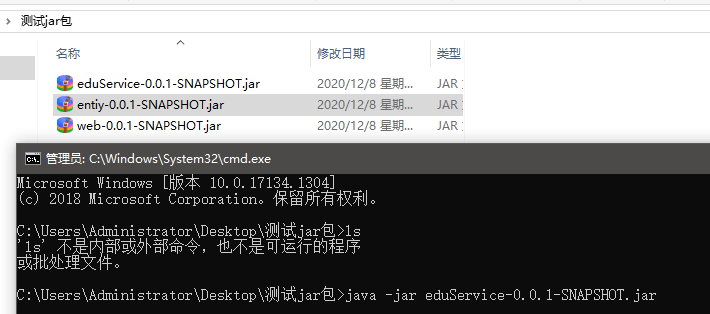 测试jar包
名称 修改日期 类型
eduService-0.0.1-SNAPSHOT.jar 2020/12/8 星期... JAR
entiy-0.0.1-SNAPSHOT.jar 2020/12/8 星期... JAR
web-0.0.1-SNAPSHOT.jar 2020/12/8 星期... JAR
管理员: C:\Windows\System32\cmd.exe
Microsoft Windows [版本 10.0.17134.1304]
(c) 2018 Microsoft Corporation。保留所有权利。
C:\Users\Administrator\Desktop\测试jar包>ls
'ls' 不是内部或外部命令，也不是可运行的程序
或批处理文件。
C:\Users\Administrator\Desktop\测试jar包>java -jar eduService-0.0.1-SNAPSHOT.jar